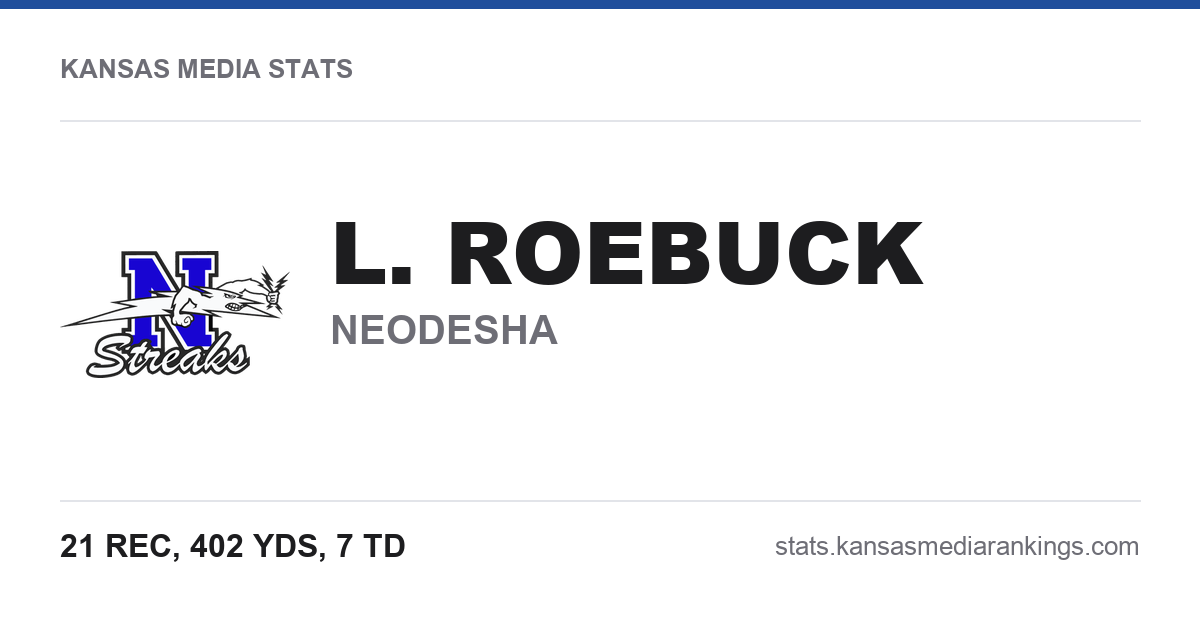 KANSAS MEDIA STATS
L. ROEBUCK
NEODESHA
N
Streaks
21 REC, 402 YDS, 7 TD
stats.kansasmediarankings.com